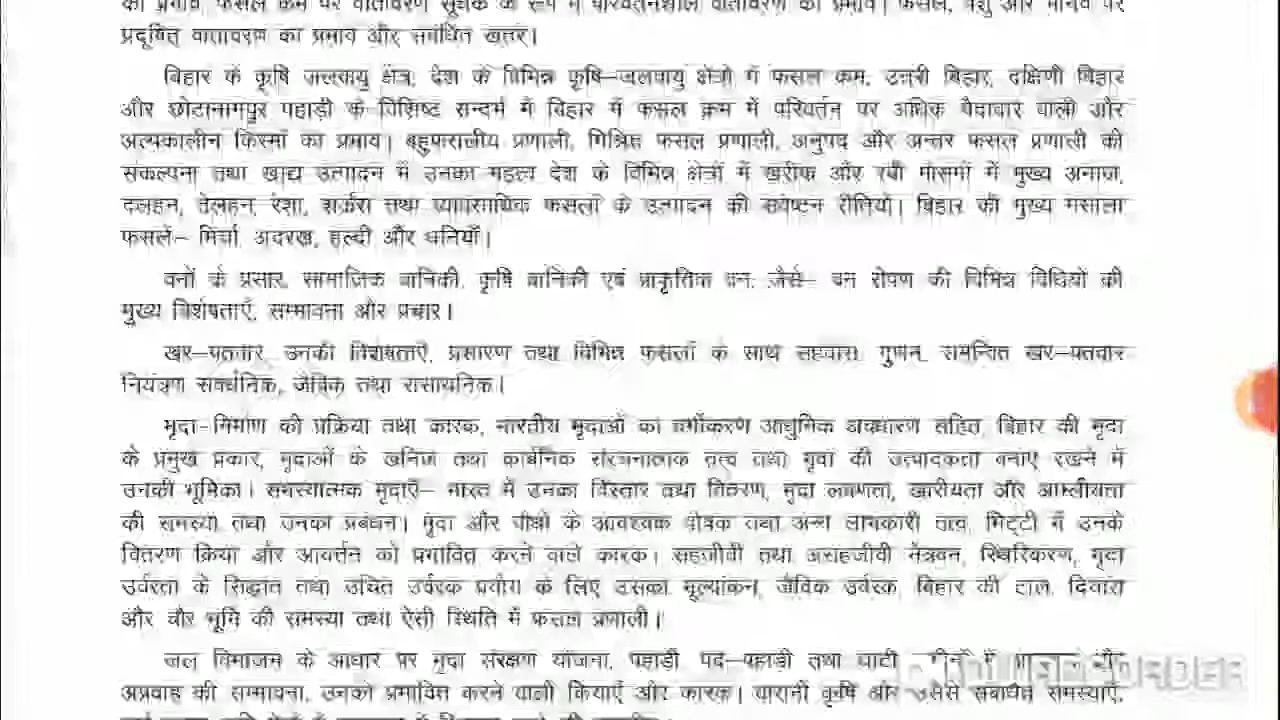 प्रदूषित वातावरण का प्रभाव और संबंधित खतरे।
बिहार के कृषि जलवायु क्षेत्र, देश के विभिन्न कृषि–जलवायु क्षेत्रों में फसल क्रम, उत्तरी बिहार, दक्षिणी बिहार
और छोटानागपुर पहाड़ी के विशिष्ट सन्दर्भ में बिहार में फसल क्रम में परिवर्तन पर अधिक पैदावार वाली और
अल्पकालीन किस्मों का प्रभाव। बहुफसलीय प्रणाली, मिश्रित फसल प्रणाली, अनुपद और अन्तर फसल प्रणाली की
संकल्पना तथा खाद्य उत्पादन में उनका महत्व देश के विभिन्न क्षेत्रों में खरीफ और रबी मौसमों में मुख्य अनाज,
दलहन, तेलहन, रेशा, शर्करा तथा व्यावसायिक फसलों के उत्पादन की संवेष्टन रीतियाँ। बिहार की मुख्य मसाला
फसलें– मिर्चा, अदरख, हल्दी और धनियाँ।
वनों के प्रसार, सामाजिक वानिकी, कृषि वानिकी एवं प्राकृतिक वन, जैसे– वन रोपण की विभिन्न विधियों की
मुख्य विशेषताएँ, सम्भावना और प्रचार।
खर–पतवार, उनकी विशेषताएँ, प्रसारण तथा विभिन्न फसलों के साथ सहवास, गुणन, समन्वित खर–पतवार
नियंत्रण संवर्धनिक, जैविक तथा रासायनिक।
मृदा–निर्माण की प्रक्रिया तथा कारक, भारतीय मृदाओं का वर्गीकरण आधुनिक अवधारण सहित, बिहार की मृदा
के प्रमुख प्रकार, मृदाओं के खनिज तथा कार्बनिक संरचनात्मक तत्व तथा मृदा की उत्पादकता बनाए रखने में
उनकी भूमिका। समस्यात्मक मृदाएँ– भारत में उनका विस्तार तथा वितरण, मृदा लवणता, खारीयता और आम्लीयता
की समस्या तथा उनका प्रबंधन। मृदा और पौधों के आवश्यक पोषक तथा अन्य लाभकारी तत्व, मिट्टी में उनके
वितरण क्रिया और आवर्त्तन को प्रभावित करने वाले कारक। सहजीवी तथा असहजीवी नेत्रजन, स्थिरिकरण, मृदा
उर्वरता के सिद्धांत तथा उचित उर्वरक प्रयोग के लिए उसका मूल्यांकन, जैविक उर्वरक, बिहार की टाल, दियारा
और चौर भूमि की समस्या तथा ऐसी स्थिति में फसल प्रणाली।
जल विभाजन के आधार पर मृदा संरक्षण योजना, पहाड़ी, पद–पहाड़ी तथा घाटी
अप्रवाह की सम्भावना, उनको प्रभावित करने वाली क्रियाएँ और कारक। बारानी कृषि और उससे संबंधित समस्याएँ,